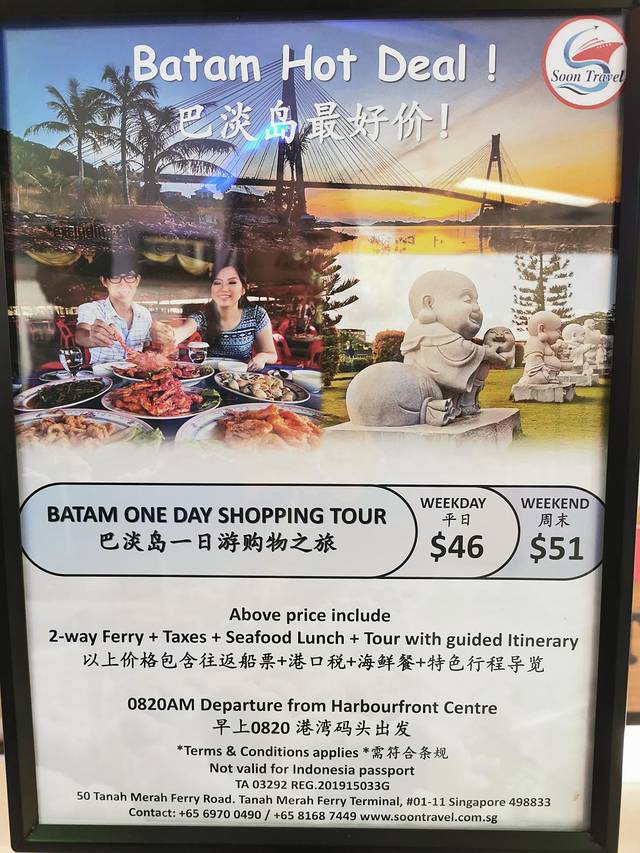 Soon Travel
Batam Hot Deal !
巴淡岛最好价!
BATAM ONE DAY SHOPPING TOUR
巴淡岛一日游购物之旅
WEEKDAY
平日
$46
WEEKEND
周末
$51
Above price include
2-way Ferry + Taxes + Seafood Lunch + Tour with guided Itinerary
以上价格包含往返船票+港口税+海鲜餐+特色行程导览
0820AM Departure from Harbourfront Centre
早上0820 港湾码头出发
*Terms & Conditions applies *需符合条规
Not valid for Indonesia passport
TA 03292 REG.201915033G
50 Tanah Merah Ferry Road. Tanah Merah Ferry Terminal, #01-11 Singapore 498833
Contact: +65 6970 0490 / +65 8168 7449 www.soontravel.com.sg